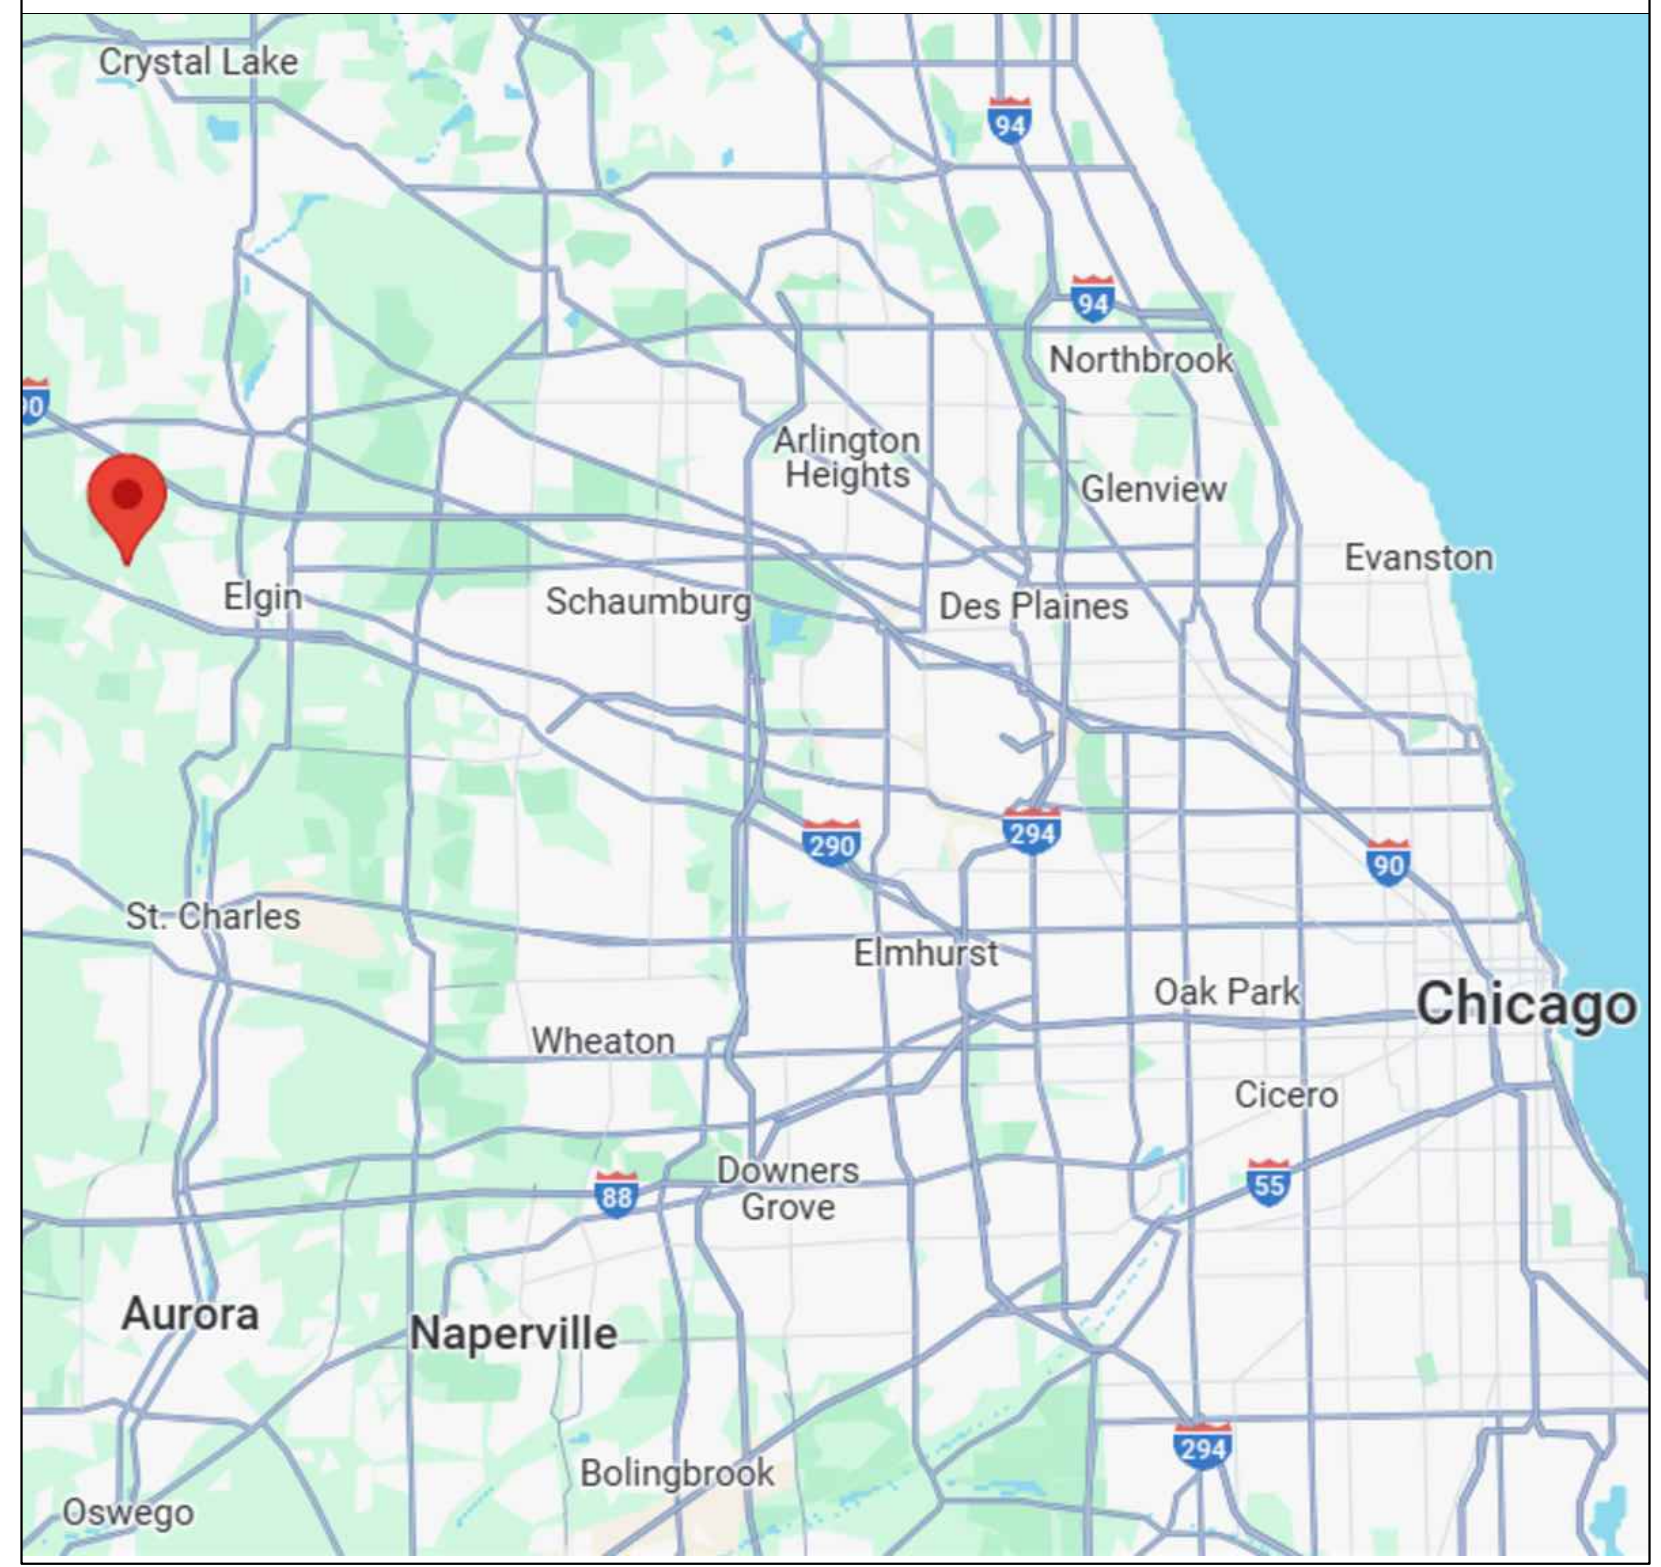 Crystal Lake
94
94
Northbrook
90
Arlington
Heights
Glenview
Evanston
Elgin
Schaumburg
Des Plaines
290
294
90
St. Charles
Elmhurst
Oak Park
Chicago
Wheaton
Cicero
Downers
Grove
88
55
Aurora
Naperville
294
Bolingbrook
Oswego